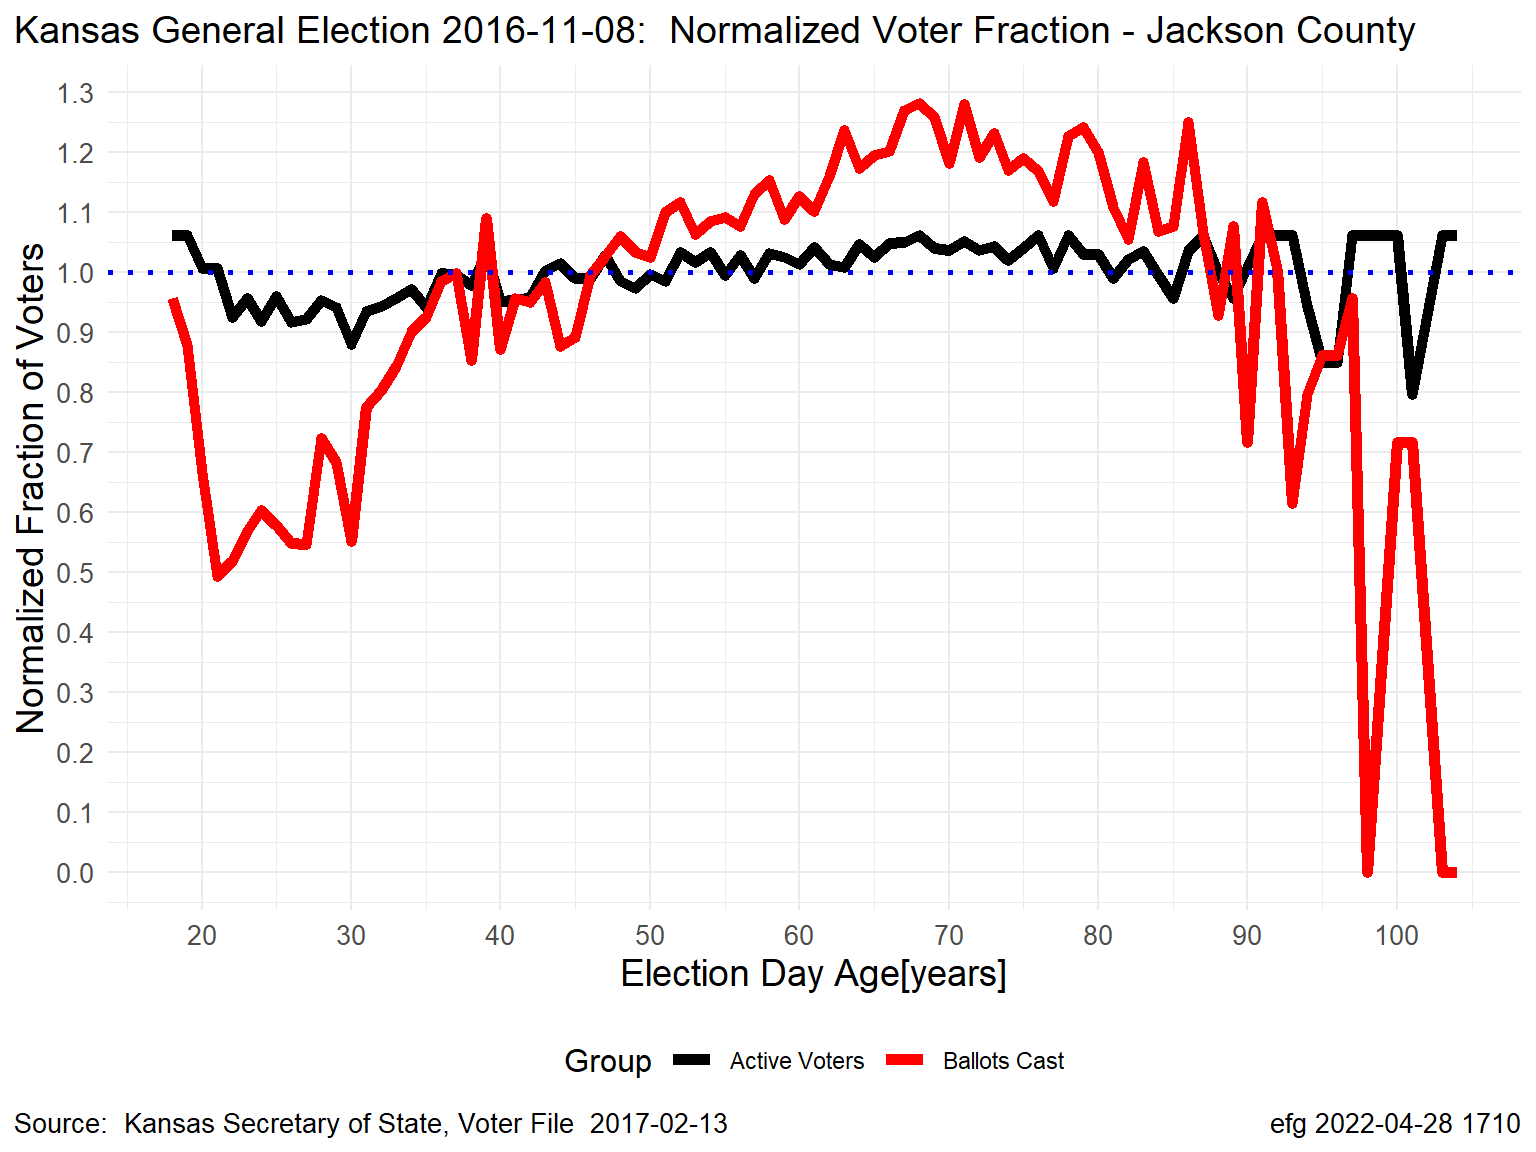 Kansas General Election 2016-11-08:  Normalized Voter Fraction - Jackson County
Normalized Fraction of Voters
1.3
1.2
1.1
1.0
0.9
0.8
0.7
0.6
0.5
0.4
0.3
0.2
0.1
0.0
20 30 40 50 60 70 80 90 100
Election Day Age[years]
Group Active Voters Ballots Cast
Source:  Kansas Secretary of State, Voter File  2017-02-13
efg 2022-04-28 1710